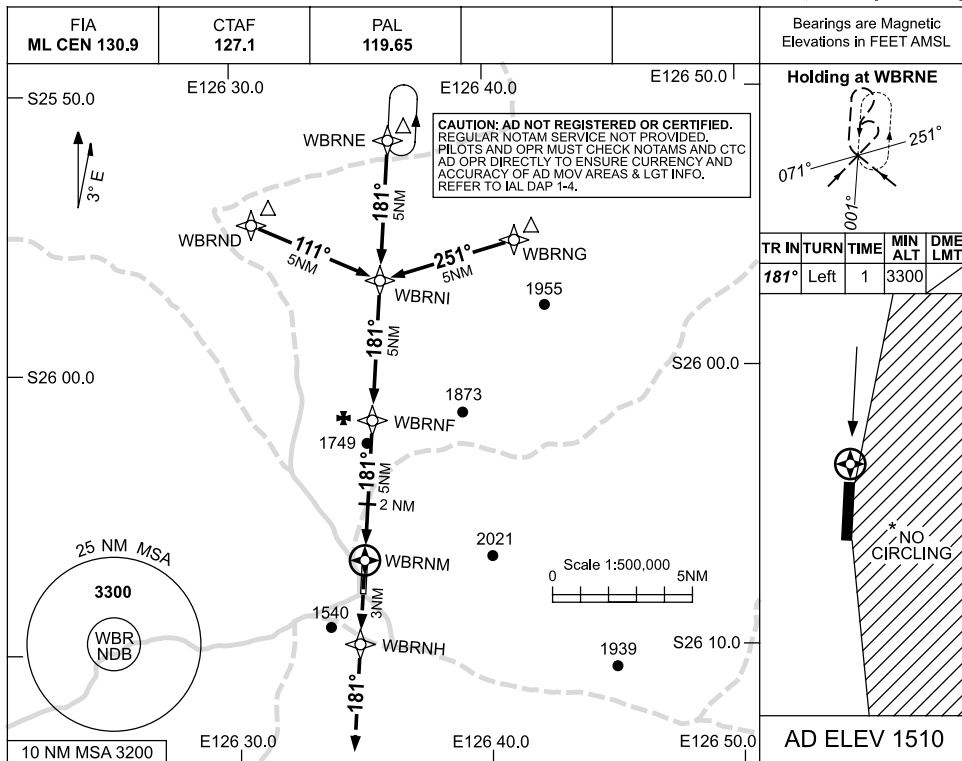 FIA
ML CEN 130.9
CTAF
127.1
PAL
119.65
Bearings are Magnetic
Elevations in FEET AMSL
E126 30.0
E126 40.0
E126 50.0
S25 50.0
3° E
WBRNE
CAUTION: AD NOT REGISTERED OR CERTIFIED.
REGULAR NOTAM SERVICE NOT PROVIDED.
PILOTS AND OPR MUST CHECK NOTAMS AND CTC
AD OPR DIRECTLY TO ENSURE CURRENCY AND
ACCURACY OF AD MOV AREAS & LGT INFO.
REFER TO IAL DAP 1-4.
181°
5NM
WBRND
111°
5NM
251°
5NM
WBRNG
WBRNI
1955
181°
5NM
S26 00.0
S26 00.0
1873
WBRNF
1749
181°
5NM
2 NM
2021
WBRNM
Scale 1:500,000
0
5NM
3NM
1540
WBRNH
S26 10.0
1939
181°
25 NM MSA
3300
WBR
NDB
10 NM MSA 3200
E126 30.0
E126 40.0
E126 50.0
Holding at WBRNE
251°
071°
001°
TR IN TURN TIME MIN ALT DME LMT
181° Left 1 3300
*NO
CIRCLING
AD ELEV 1510